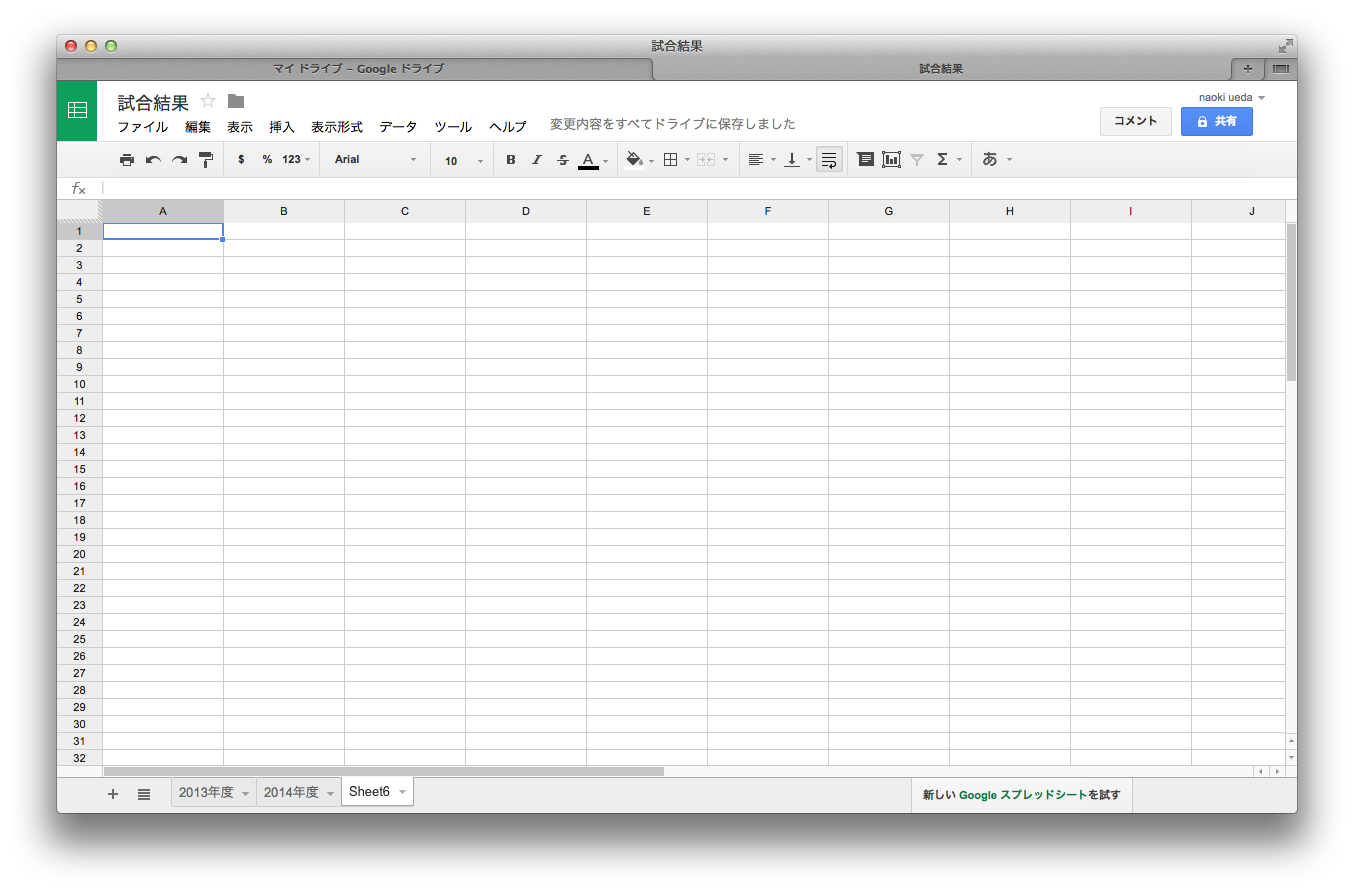 試合結果
マイ ドライブ – Google ドライブ
試合結果
naoki ueda
試合結果
コメント
共有
ファイル 編集 表示 挿入 表示形式 データ ツール ヘルプ 変更内容をすべてドライブに保存しました
$ % 123 Arial 10 B I S A Σ あ
fx
A B C D E F G H I J
1
2
3
4
5
6
7
8
9
10
11
12
13
14
15
16
17
18
19
20
21
22
23
24
25
26
27
28
29
30
31
32
2013年度 2014年度 Sheet6
新しい Google スプレッドシートを試す